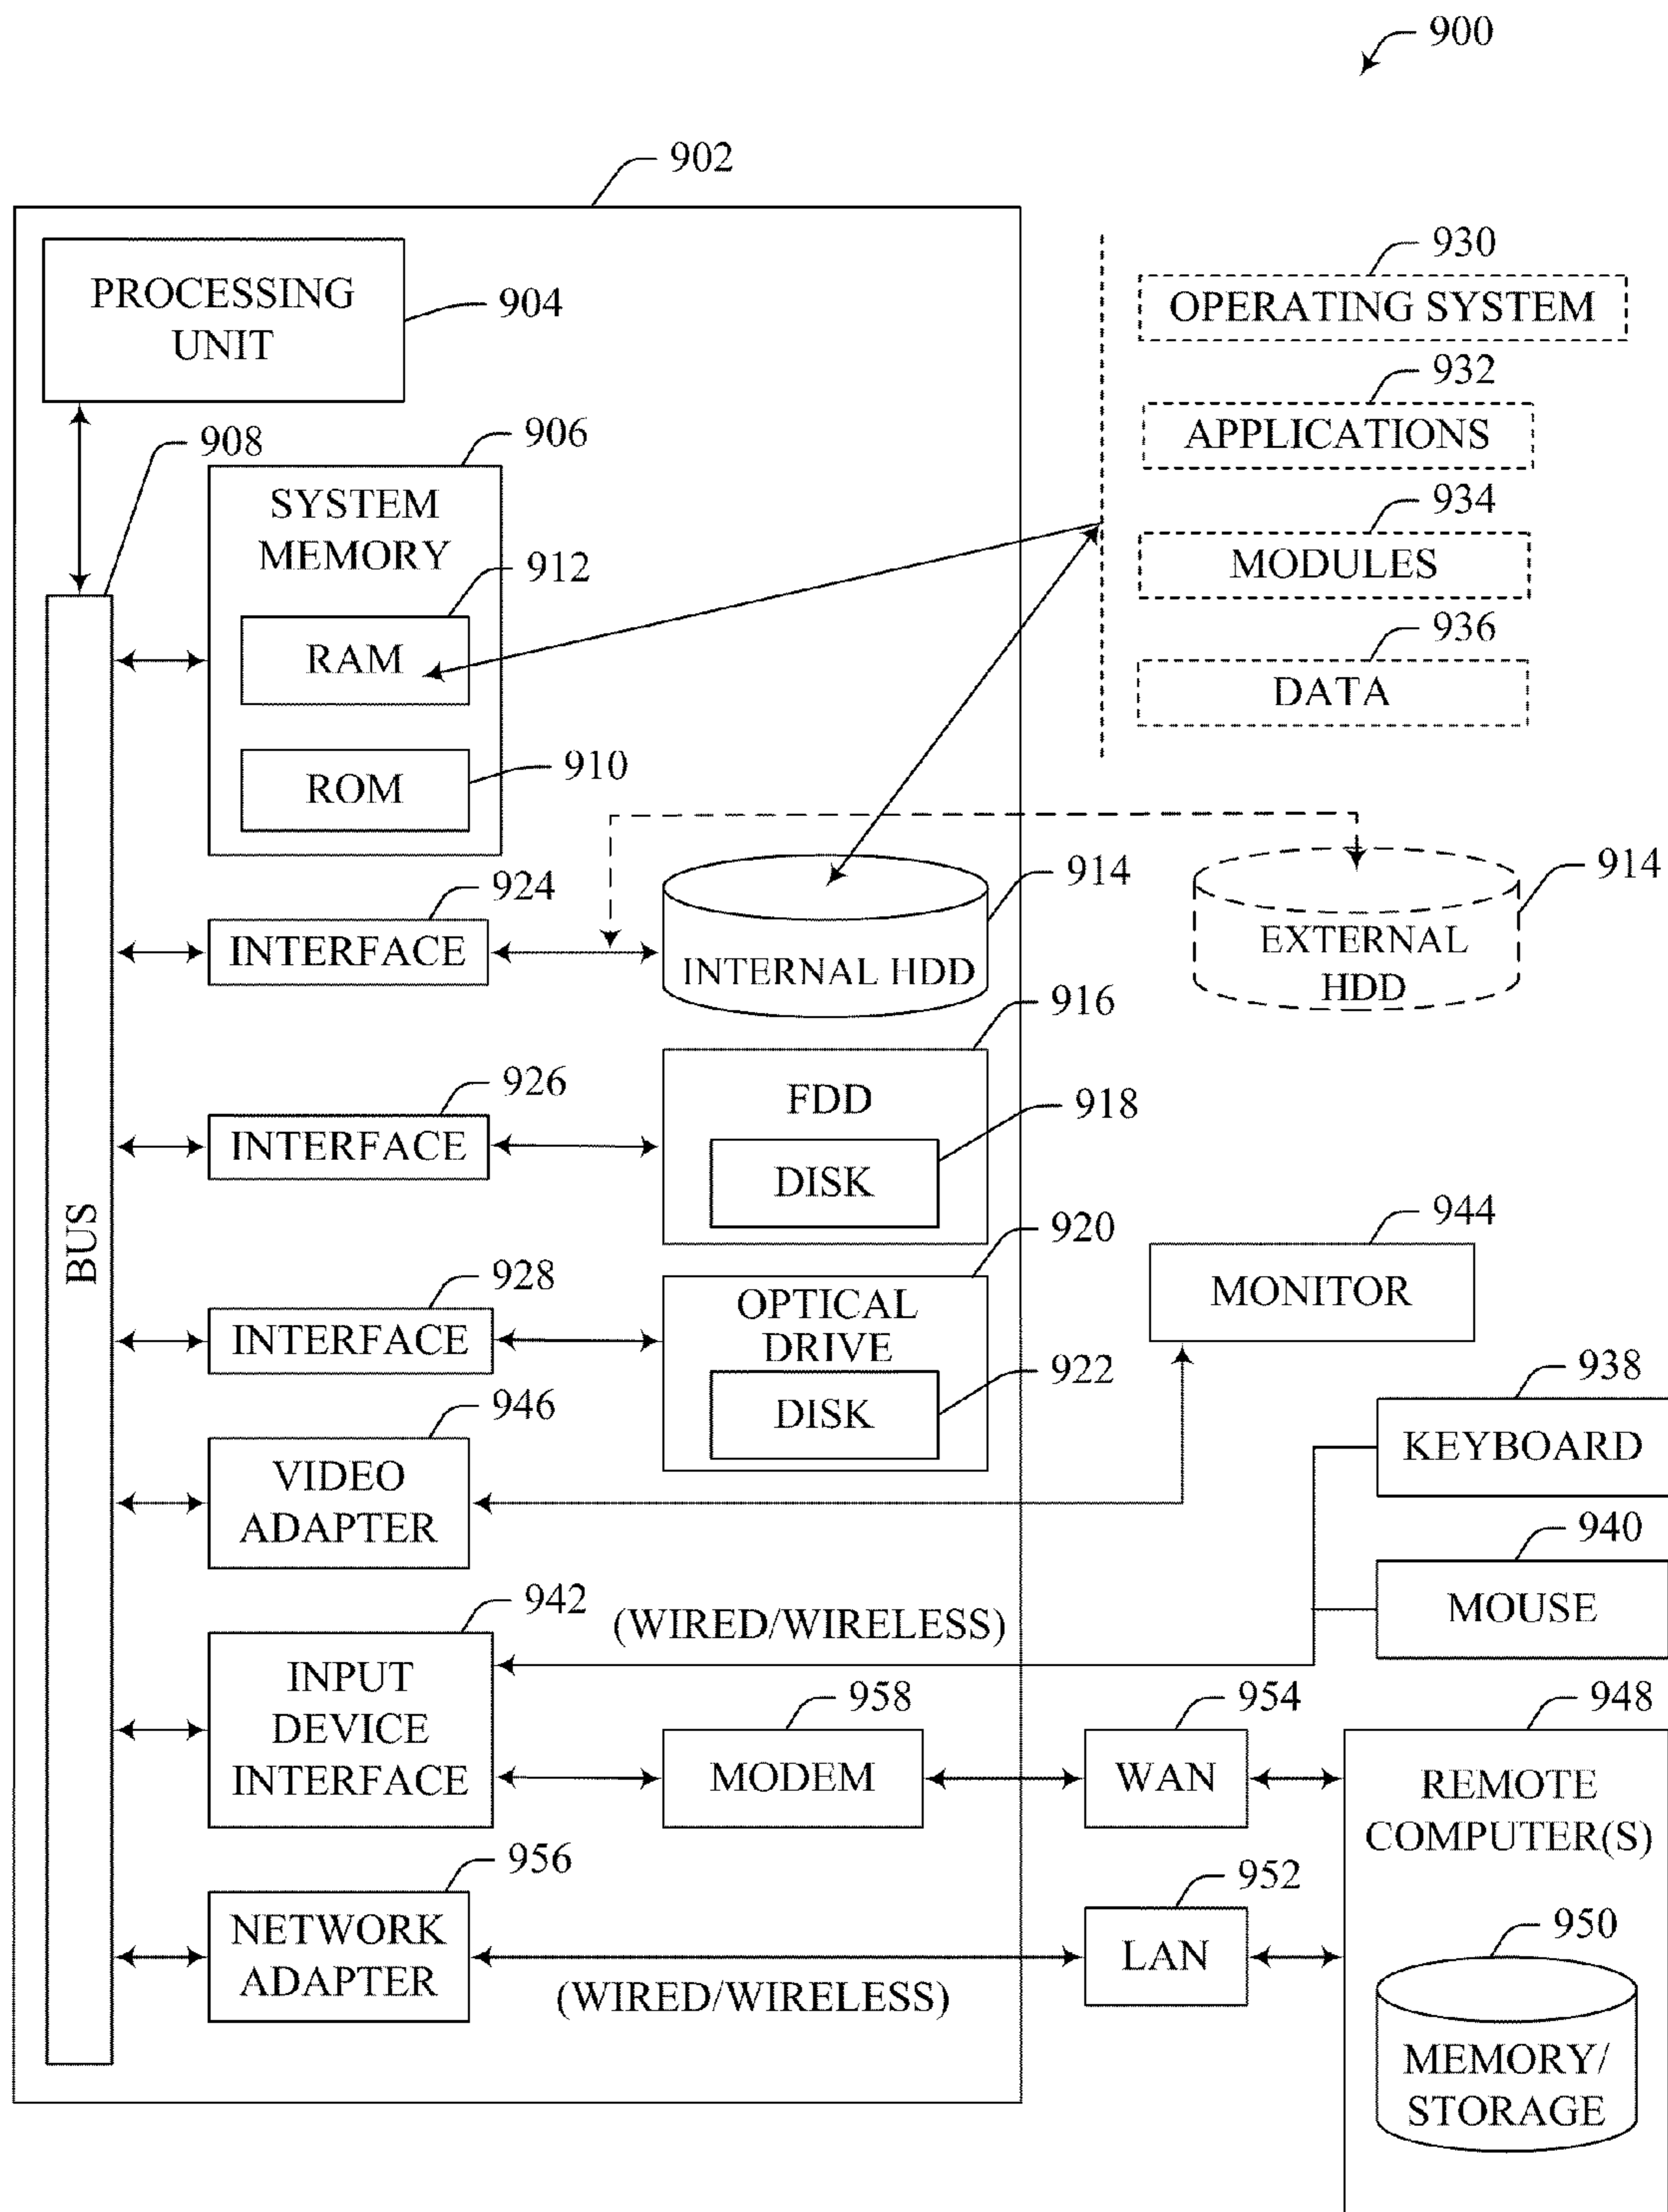 900
902
PROCESSING
UNIT
904
930
OPERATING SYSTEM
932
APPLICATIONS
934
MODULES
936
DATA
908
906
SYSTEM
MEMORY
912
RAM
910
ROM
924
INTERFACE
914
INTERNAL HDD
914
EXTERNAL
HDD
916
926
INTERFACE
FDD
918
DISK
BUS
928
INTERFACE
920
OPTICAL
DRIVE
922
DISK
944
MONITOR
946
VIDEO
ADAPTER
938
KEYBOARD
940
MOUSE
942
(WIRED/WIRELESS)
INPUT
DEVICE
INTERFACE
958
MODEM
954
WAN
948
REMOTE
COMPUTER(S)
956
NETWORK
ADAPTER
(WIRED/WIRELESS)
952
LAN
950
MEMORY/
STORAGE